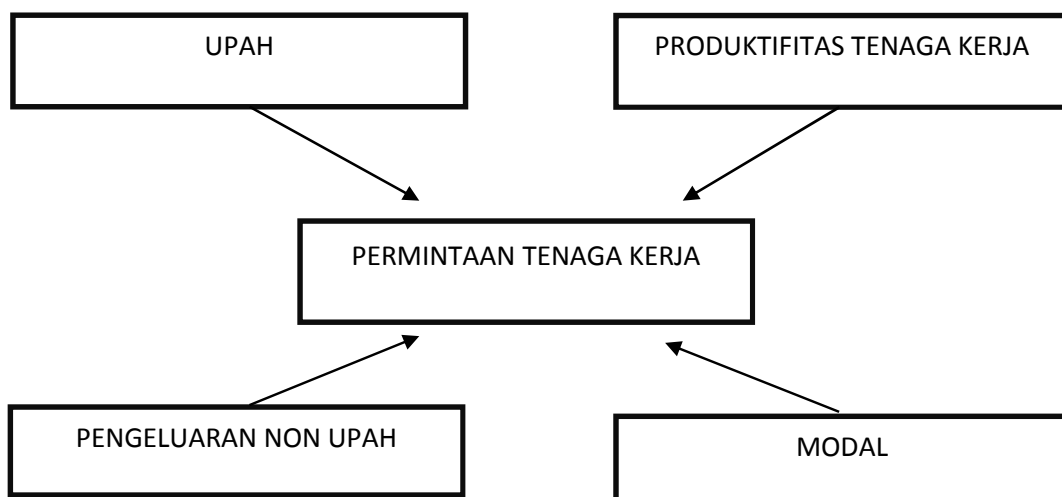 UPAH
PRODUKTIFITAS TENAGA KERJA
PERMINTAAN TENAGA KERJA
PENGELUARAN NON UPAH
MODAL